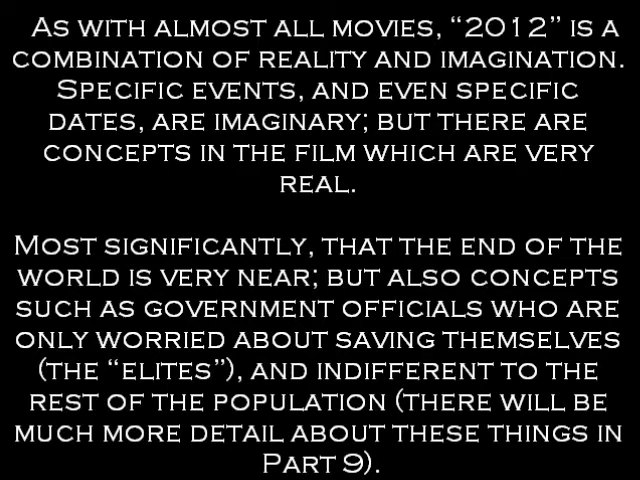 As with almost all movies, “2012” is a
combination of reality and imagination.
Specific events, and even specific
dates, are imaginary; but there are
concepts in the film which are very
real.
Most significantly, that the end of the
world is very near; but also concepts
such as government officials who are
only worried about saving themselves
(the “elites”), and indifferent to the
rest of the population (there will be
much more detail about these things in
Part 9).